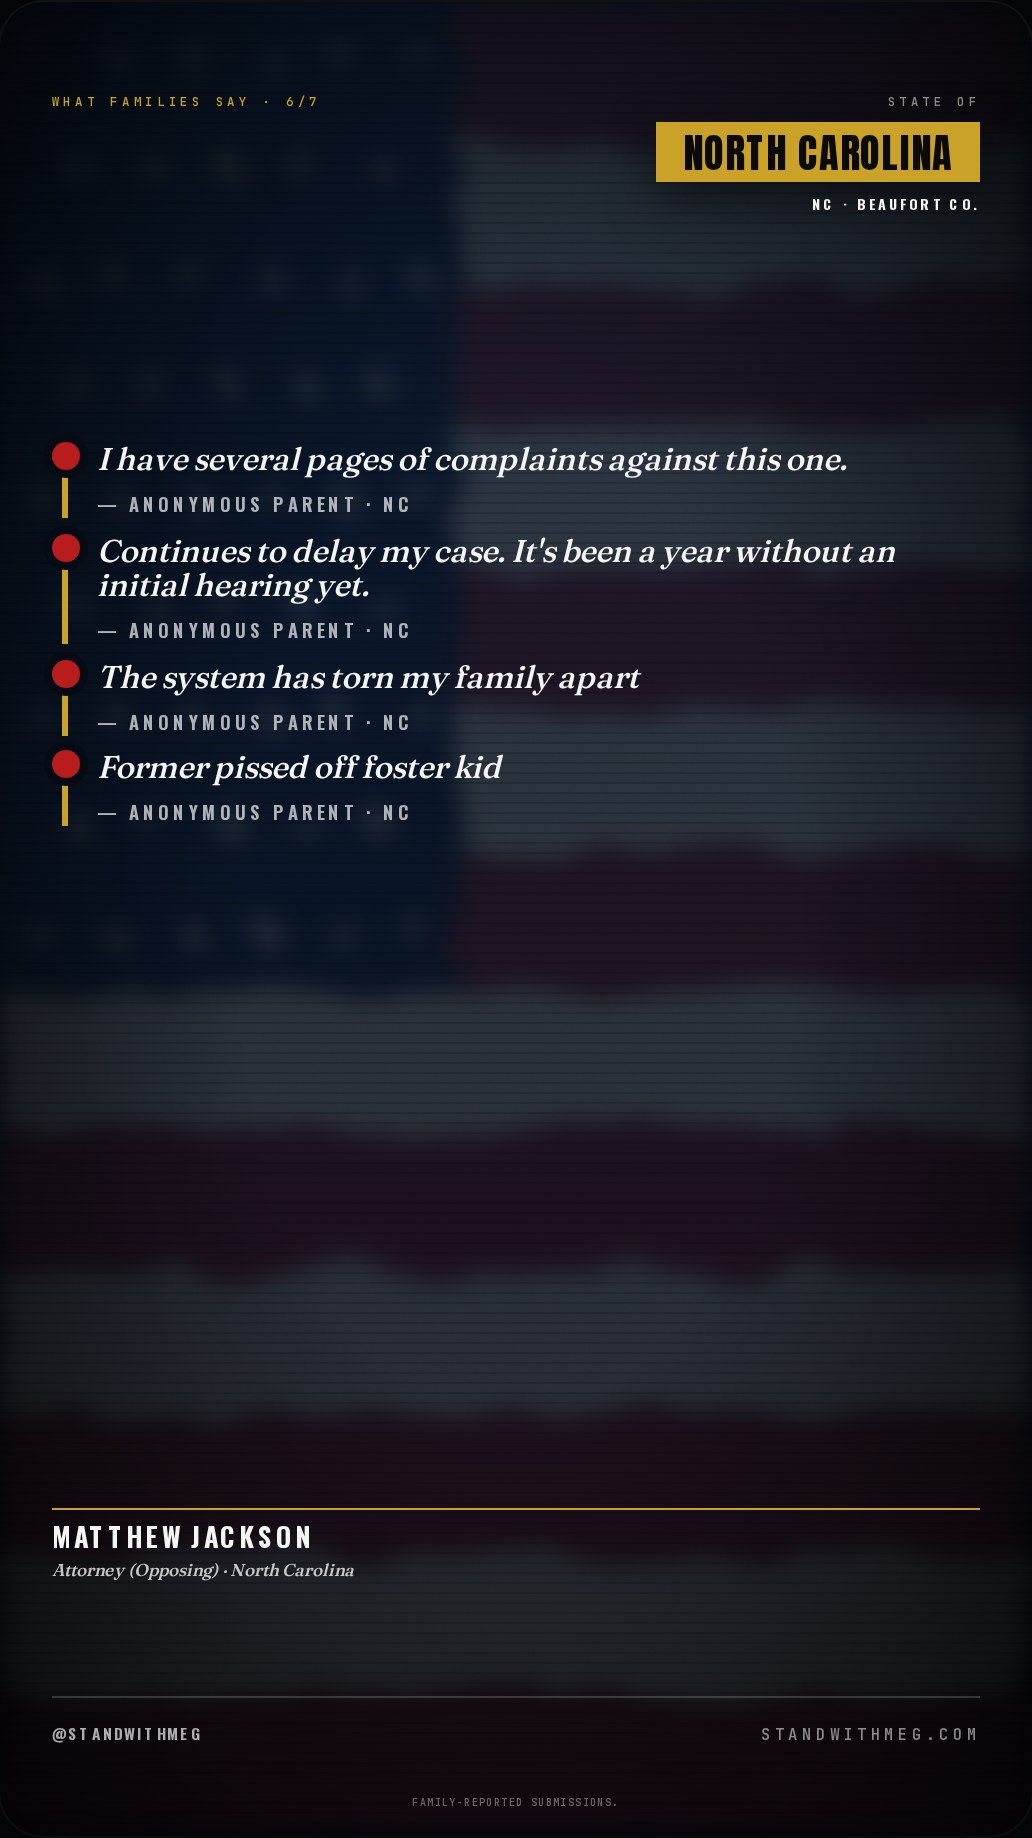 WHAT FAMILIES SAY · 6/7
STATE OF
NORTH CAROLINA
NC · BEAUFORT CO.
I have several pages of complaints against this one.
— ANONYMOUS PARENT · NC
Continues to delay my case. It's been a year without an
initial hearing yet.
— ANONYMOUS PARENT · NC
The system has torn my family apart
— ANONYMOUS PARENT · NC
Former pissed off foster kid
— ANONYMOUS PARENT · NC
MATTHEW JACKSON
Attorney (Opposing) · North Carolina
@STANDWITHMEG
STANDWITHMEG.COM
FAMILY-REPORTED SUBMISSIONS.